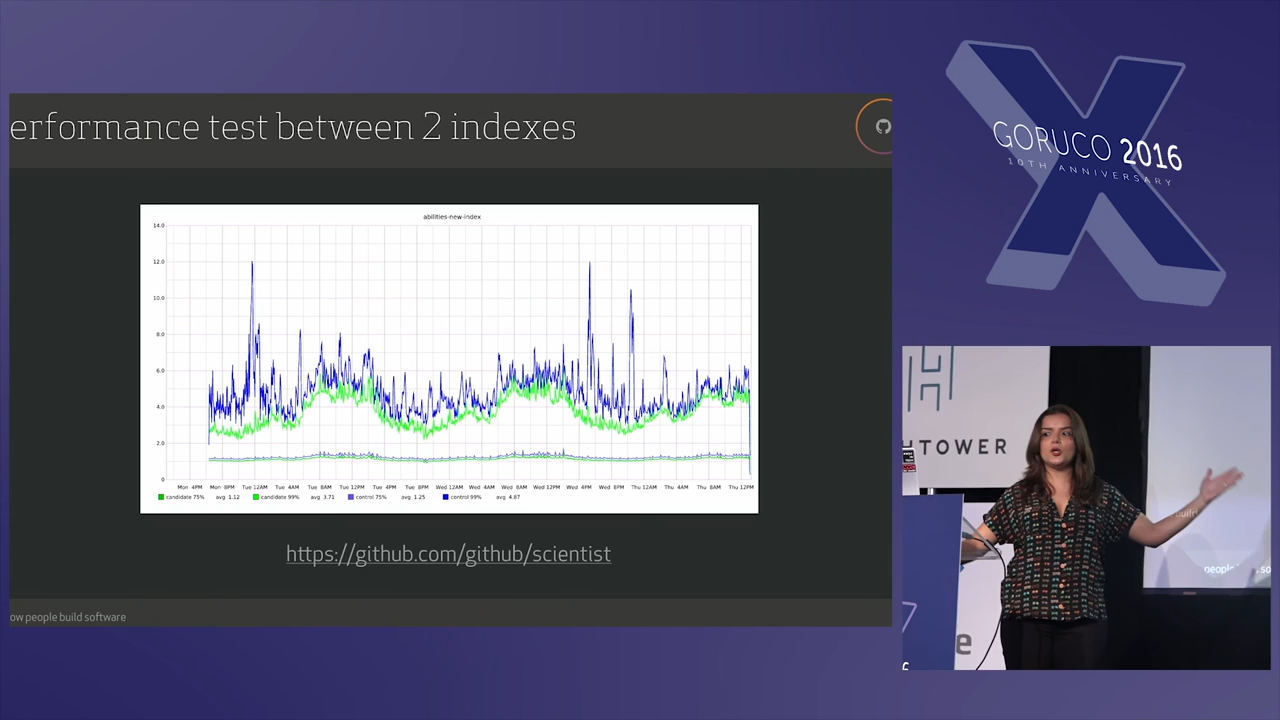 erformance test between 2 indexes
abilities-new-index
14.0
12.0
10.0
8.0
6.0
4.0
2.0
0
Mon 4PM Mon 8PM Tue 12AM Tue 4AM Tue 8AM Tue 12PM Tue 4PM Tue 8PM Wed 12AM Wed 4AM Wed 8AM Wed 12PM Wed 4PM Wed 8PM Thu 12AM Thu 4AM Thu 8AM Thu 12PM
candidate 75% avg 1.12 candidate 99% avg 3.71 control 75% avg 1.25 control 99% avg 4.87
https://github.com/github/scientist
ow people build software
GORUCO 2016
10TH ANNIVERSARY
HTOWER
build
people
so
e